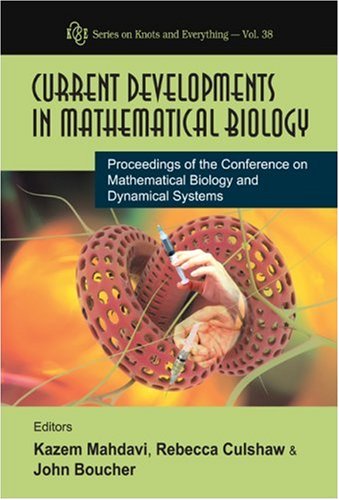 K&E Series on Knots and Everything — Vol. 38
CURRENT DEVELOPMENTS
IN MATHEMATICAL BIOLOGY
Proceedings of the Conference on
Mathematical Biology and
Dynamical Systems
Editors
Kazem Mahdavi, Rebecca Culshaw &
John Boucher